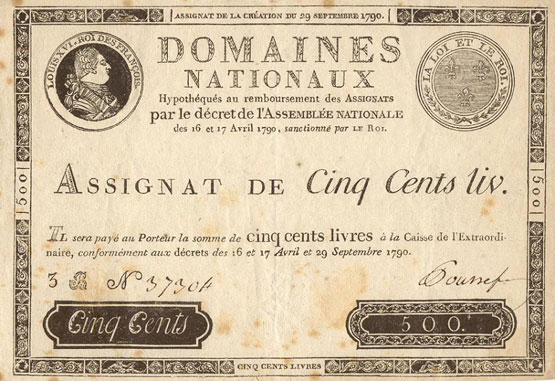 ASSIGNAT DE LA CRÉATION DU 29 SEPTEMBRE 1790.
LOUIS XVI. ROI DES FRANÇOIS.
DOMAINES
NATIONAUX
LA LOI ET LE ROI.
Hypothéqués au remboursement des ASSIGNATS
par le décret de l'ASSEMBLÉE NATIONALE
des 16 et 17 Avril 1790, sanctionné par LE ROI.
500
500
ASSIGNAT DE Cinq Cents liv.
IL sera payé au Porteur la somme de cinq cents livres à la Caisse de l'Extraordi-
naire, conformément aux décrets des 16 et 17 Avril et 29 Septembre 1790.
3 N° 37304
Cinq Cents
500.
CINQ CENTS LIVRES